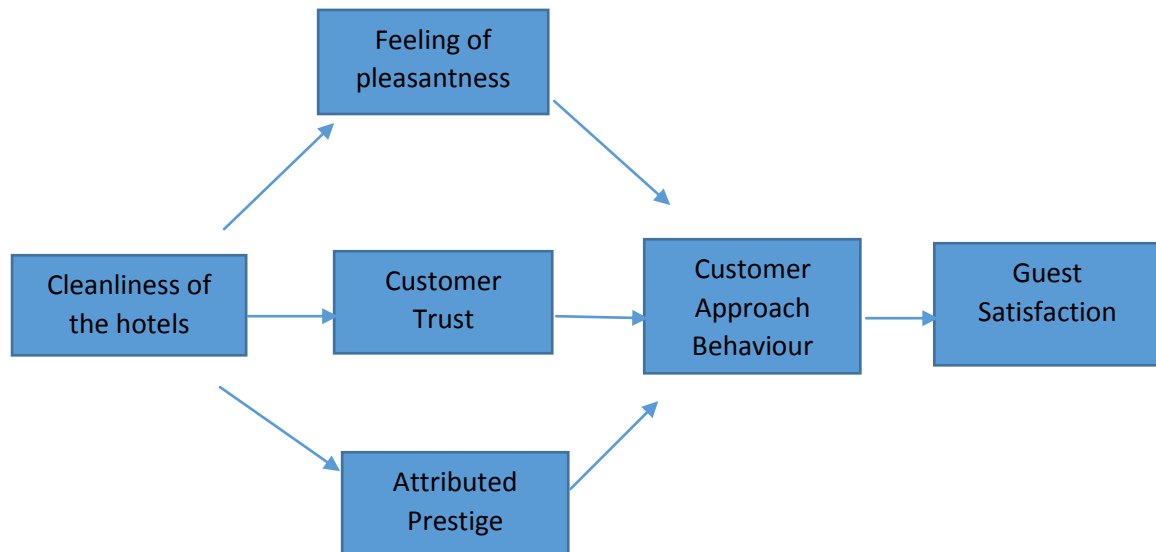 Feeling of
pleasantness
Cleanliness of
the hotels
Customer
Trust
Customer
Approach
Behaviour
Guest
Satisfaction
Attributed
Prestige